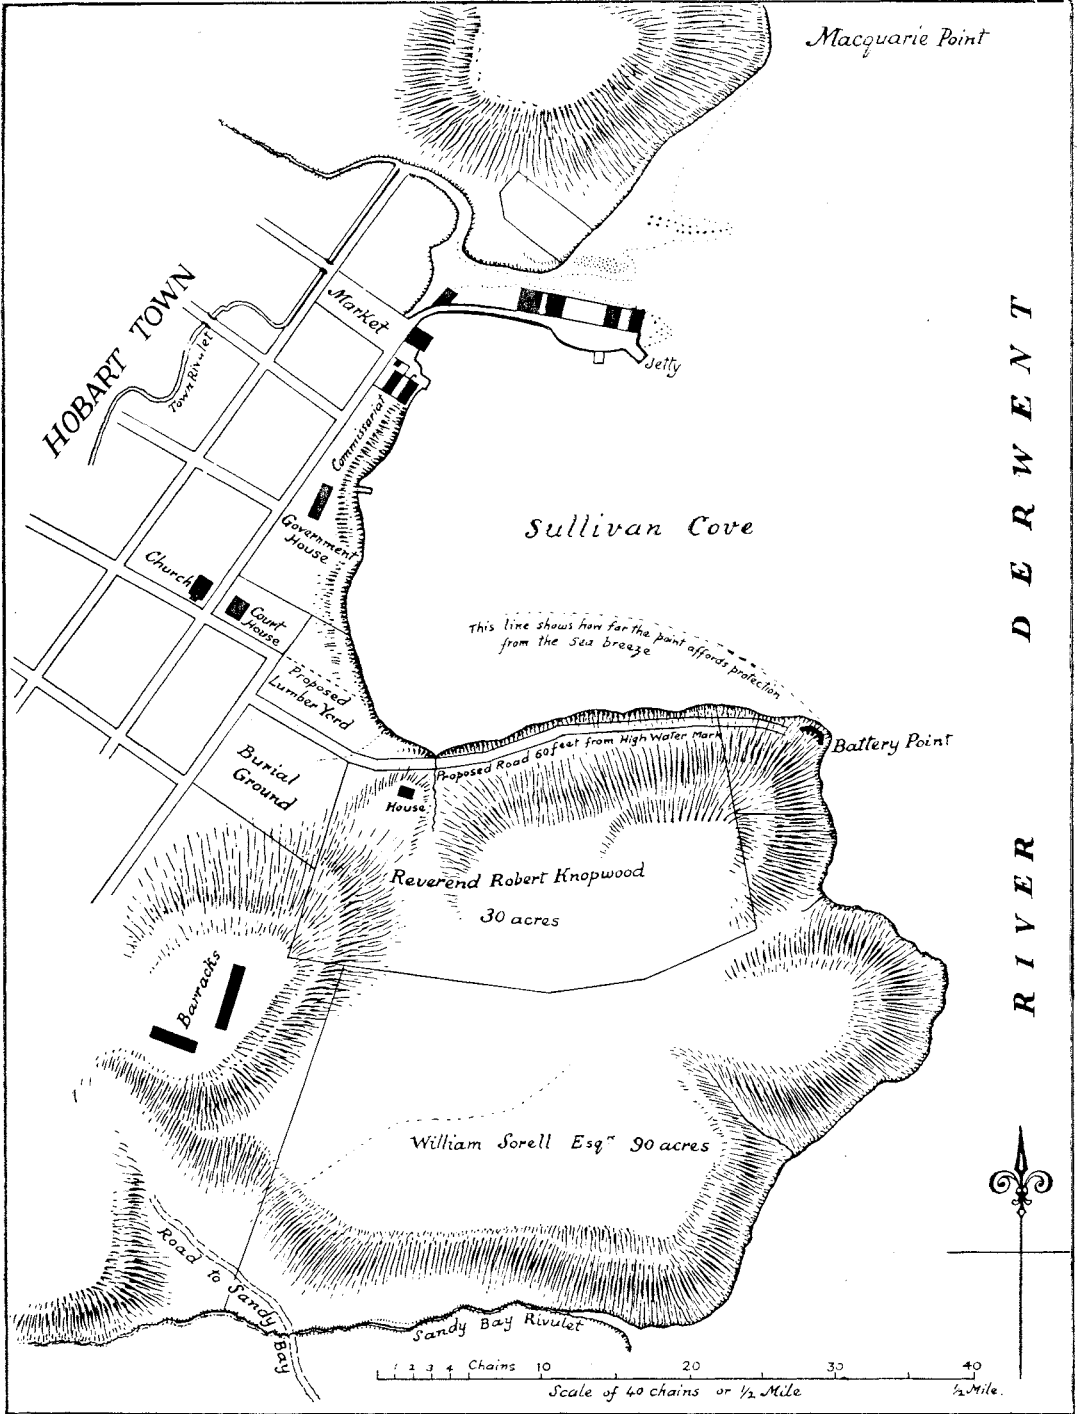 Macquarie Point
HOBART TOWN
Market
Town Rivulet
Jetty
Commissariat
Government
House
Sullivan Cove
RIVER DERWENT
Church
Court
House
This line shows how far the point affords protection
from the Sea breeze
Proposed
Lumber Yard
Battery Point
Proposed Road 60 feet from High Water Mark
Burial
Ground
House
Reverend Robert Knopwood
30 acres
Barracks
William Sorell Esqr 90 acres
Road to Sandy Bay
Sandy Bay Rivulet
1 2 3 4 Chains 10 20 30 40
Scale of 40 chains or 1/2 Mile 1/2 Mile.